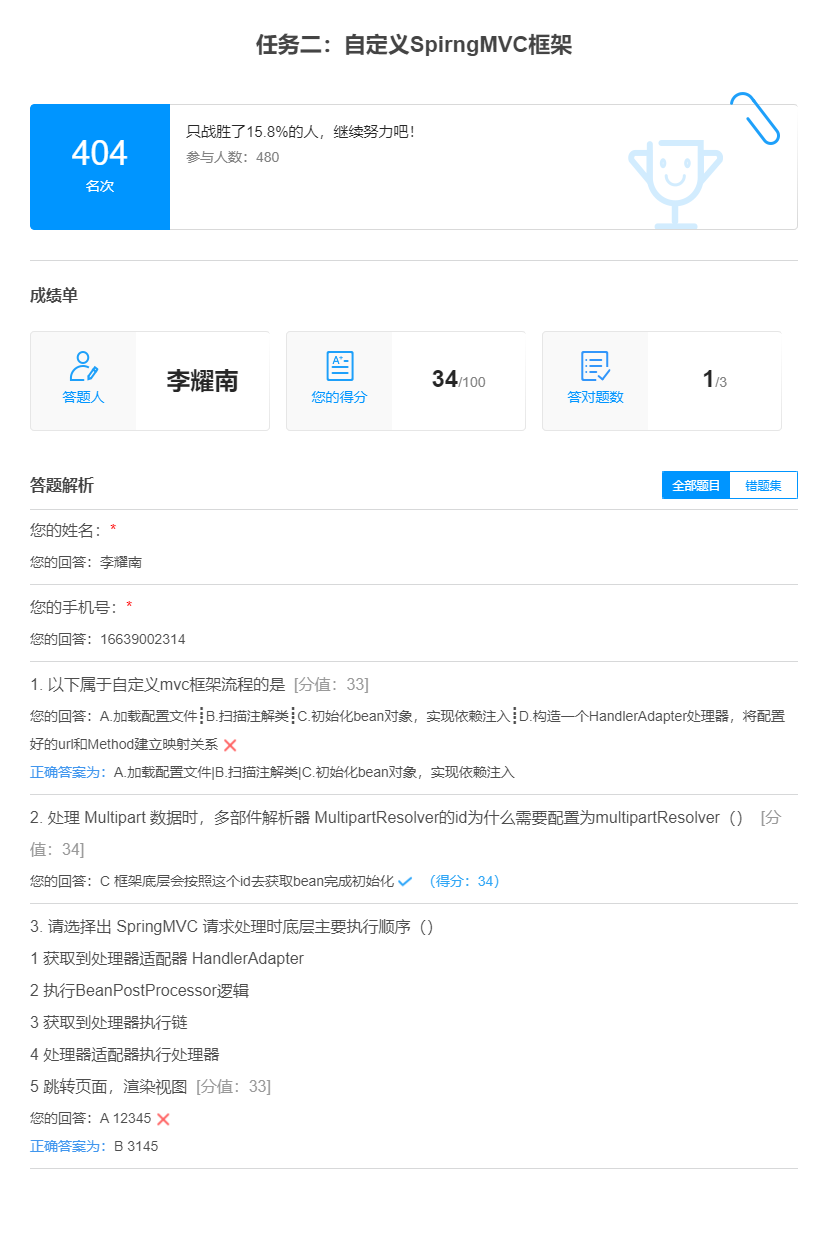 任务二：自定义SpirngMVC框架
404
名次
只战胜了15.8%的人，继续努力吧！
参与人数：480
成绩单
答题人
李耀南
您的得分
34/100
答对题数
1/3
答题解析
全部题目 错题集
您的姓名：*
您的回答：李耀南
您的手机号：*
您的回答：16639002314
1. 以下属于自定义mvc框架流程的是 [分值：33]
您的回答：A.加载配置文件┋B.扫描注解类┋C.初始化bean对象，实现依赖注入┋D.构造一个HandlerAdapter处理器，将配置
好的url和Method建立映射关系
正确答案为：A.加载配置文件|B.扫描注解类|C.初始化bean对象，实现依赖注入
2. 处理 Multipart 数据时，多部件解析器 MultipartResolver的id为什么需要配置为multipartResolver（） [分
值：34]
您的回答：C 框架底层会按照这个id去获取bean完成初始化 （得分：34）
3. 请选择出 SpringMVC 请求处理时底层主要执行顺序（）
1 获取到处理器适配器 HandlerAdapter
2 执行BeanPostProcessor逻辑
3 获取到处理器执行链
4 处理器适配器执行处理器
5 跳转页面，渲染视图 [分值：33]
您的回答：A 12345
正确答案为：B 3145